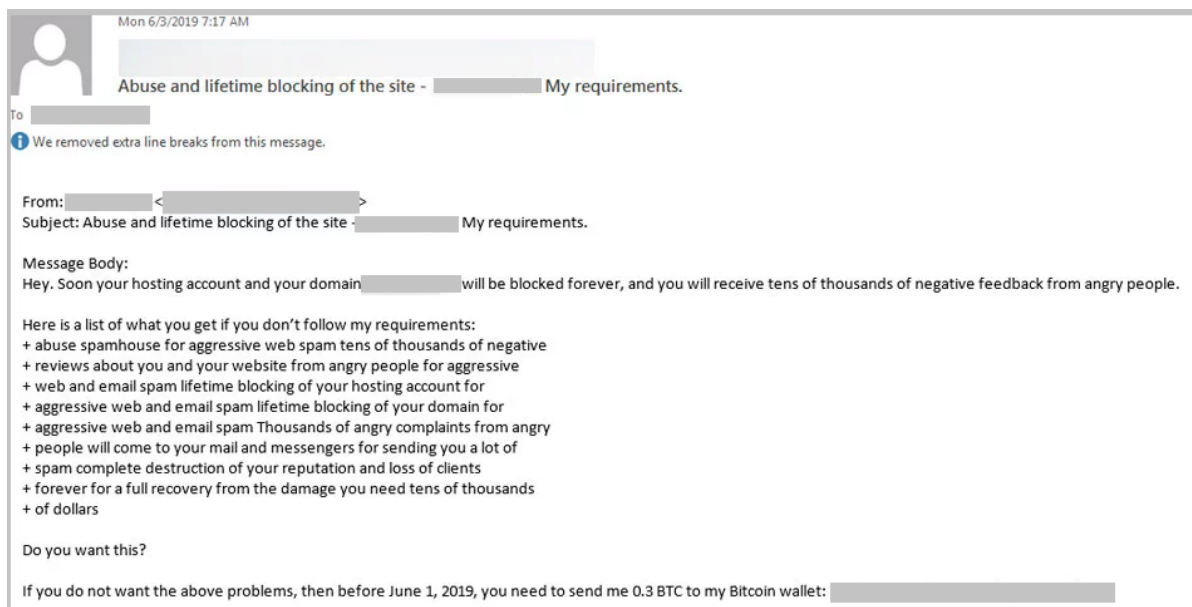 Mon 6/3/2019 7:17 AM
Abuse and lifetime blocking of the site - My requirements.
To
We removed extra line breaks from this message.
From: < >
Subject: Abuse and lifetime blocking of the site - My requirements.
Message Body:
Hey. Soon your hosting account and your domain will be blocked forever, and you will receive tens of thousands of negative feedback from angry people.
Here is a list of what you get if you don’t follow my requirements:
+ abuse spamhouse for aggressive web spam tens of thousands of negative
+ reviews about you and your website from angry people for aggressive
+ web and email spam lifetime blocking of your hosting account for
+ aggressive web and email spam lifetime blocking of your domain for
+ aggressive web and email spam Thousands of angry complaints from angry
+ people will come to your mail and messengers for sending you a lot of
+ spam complete destruction of your reputation and loss of clients
+ forever for a full recovery from the damage you need tens of thousands
+ of dollars
Do you want this?
If you do not want the above problems, then before June 1, 2019, you need to send me 0.3 BTC to my Bitcoin wallet: